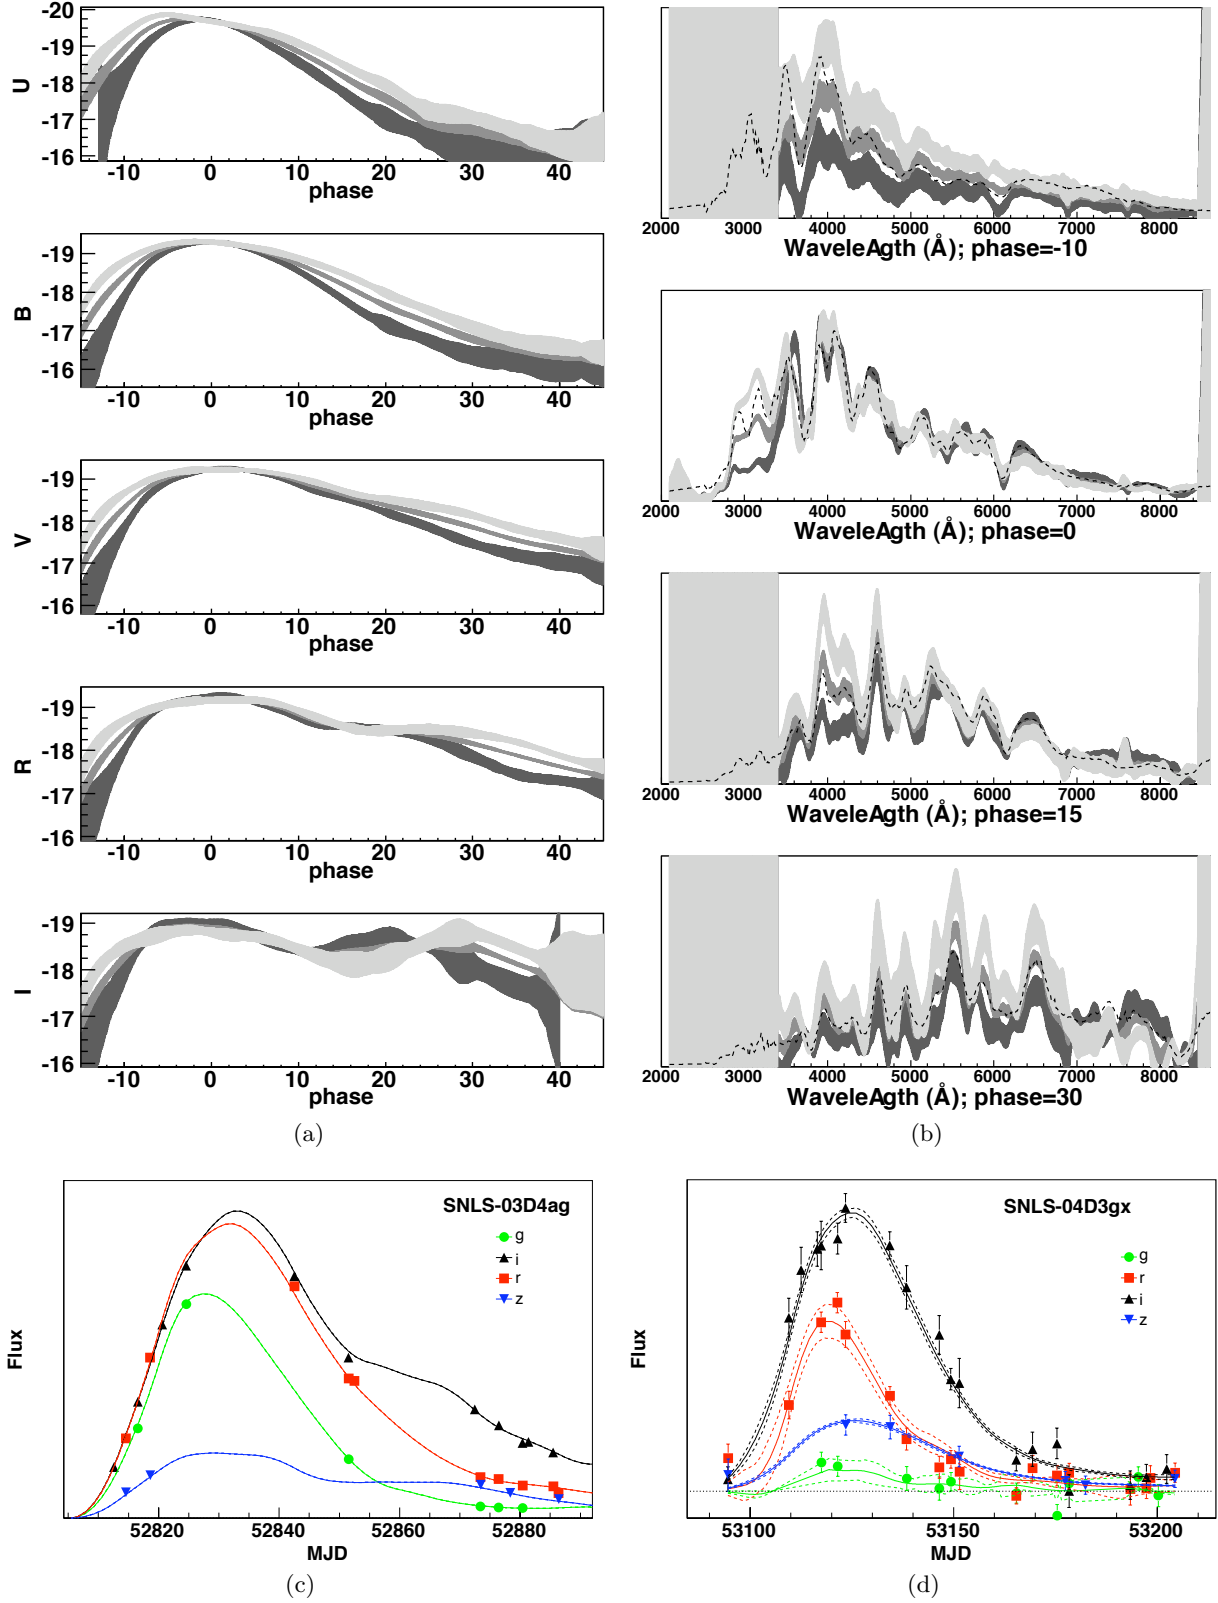 U
-20
-19
-18
-17
-16
-10 0 10 20 30 40
phase
B
-19
-18
-17
-16
-10 0 10 20 30 40
phase
V
-19
-18
-17
-16
-10 0 10 20 30 40
phase
R
-19
-18
-17
-16
-10 0 10 20 30 40
phase
I
-19
-18
-17
-16
-10 0 10 20 30 40
phase
(a)
2000 3000 4000 5000 6000 7000 8000
WaveleAgth (Å); phase=-10
2000 3000 4000 5000 6000 7000 8000
WaveleAgth (Å); phase=0
2000 3000 4000 5000 6000 7000 8000
WaveleAgth (Å); phase=15
2000 3000 4000 5000 6000 7000 8000
WaveleAgth (Å); phase=30
(b)
SNLS-03D4ag
g
i
r
z
Flux
52820 52840 52860 52880
MJD
(c)
SNLS-04D3gx
g
r
i
z
Flux
53100 53150 53200
MJD
(d)